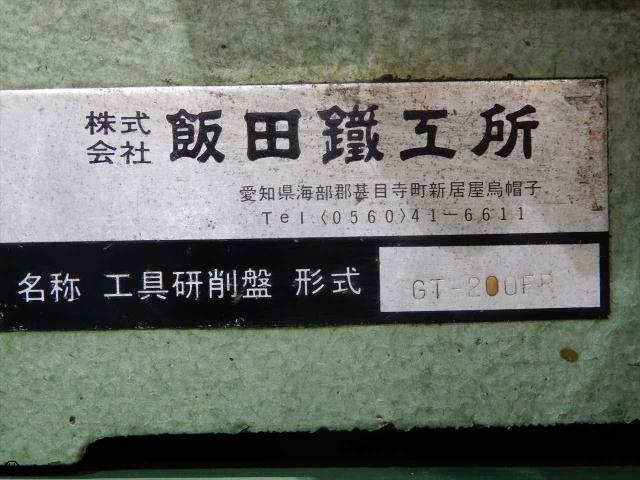 株式会社 飯田鐵工所
愛知県海部郡甚目寺町新居屋烏帽子
Tel〈0560〉41-6611
名称 工具研削盤 形式 GT-200FR